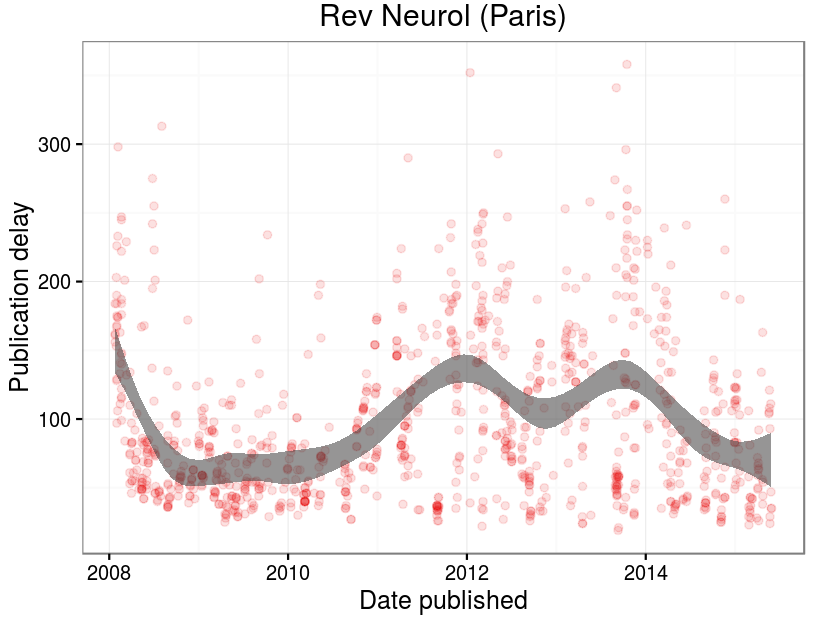 Rev Neurol (Paris)
Publication delay
300
200
100
2008 2010 2012 2014
Date published